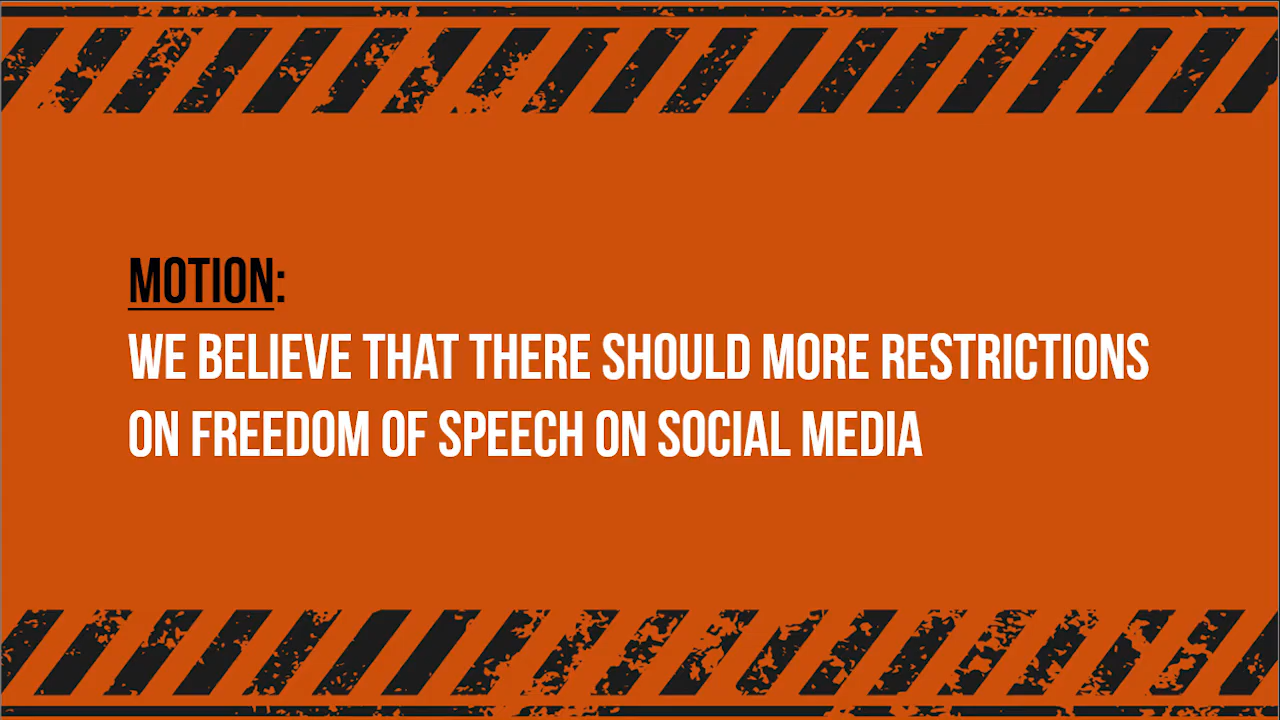 MOTION:
WE BELIEVE THAT THERE SHOULD MORE RESTRICTIONS
ON FREEDOM OF SPEECH ON SOCIAL MEDIA